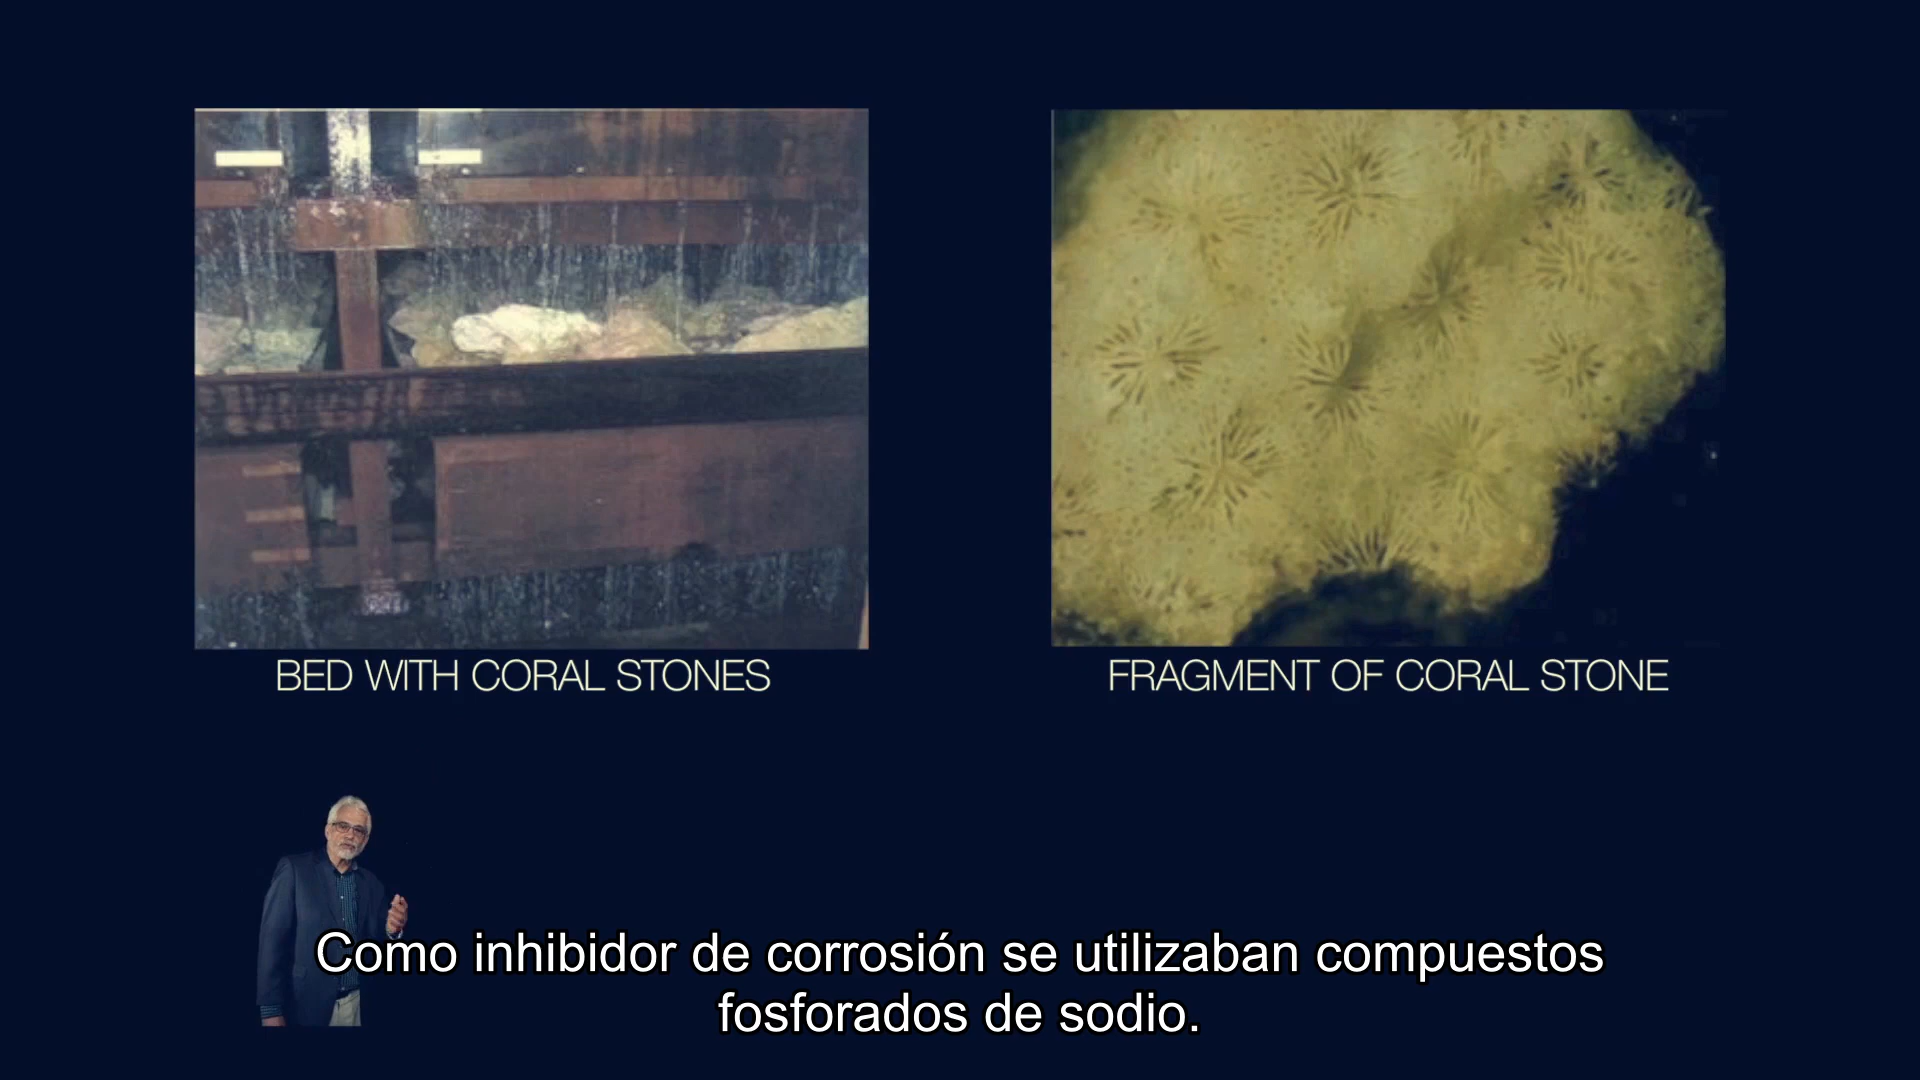 BED WITH CORAL STONES
FRAGMENT OF CORAL STONE
Como inhibidor de corrosión se utilizaban compuestos
fosforados de sodio.